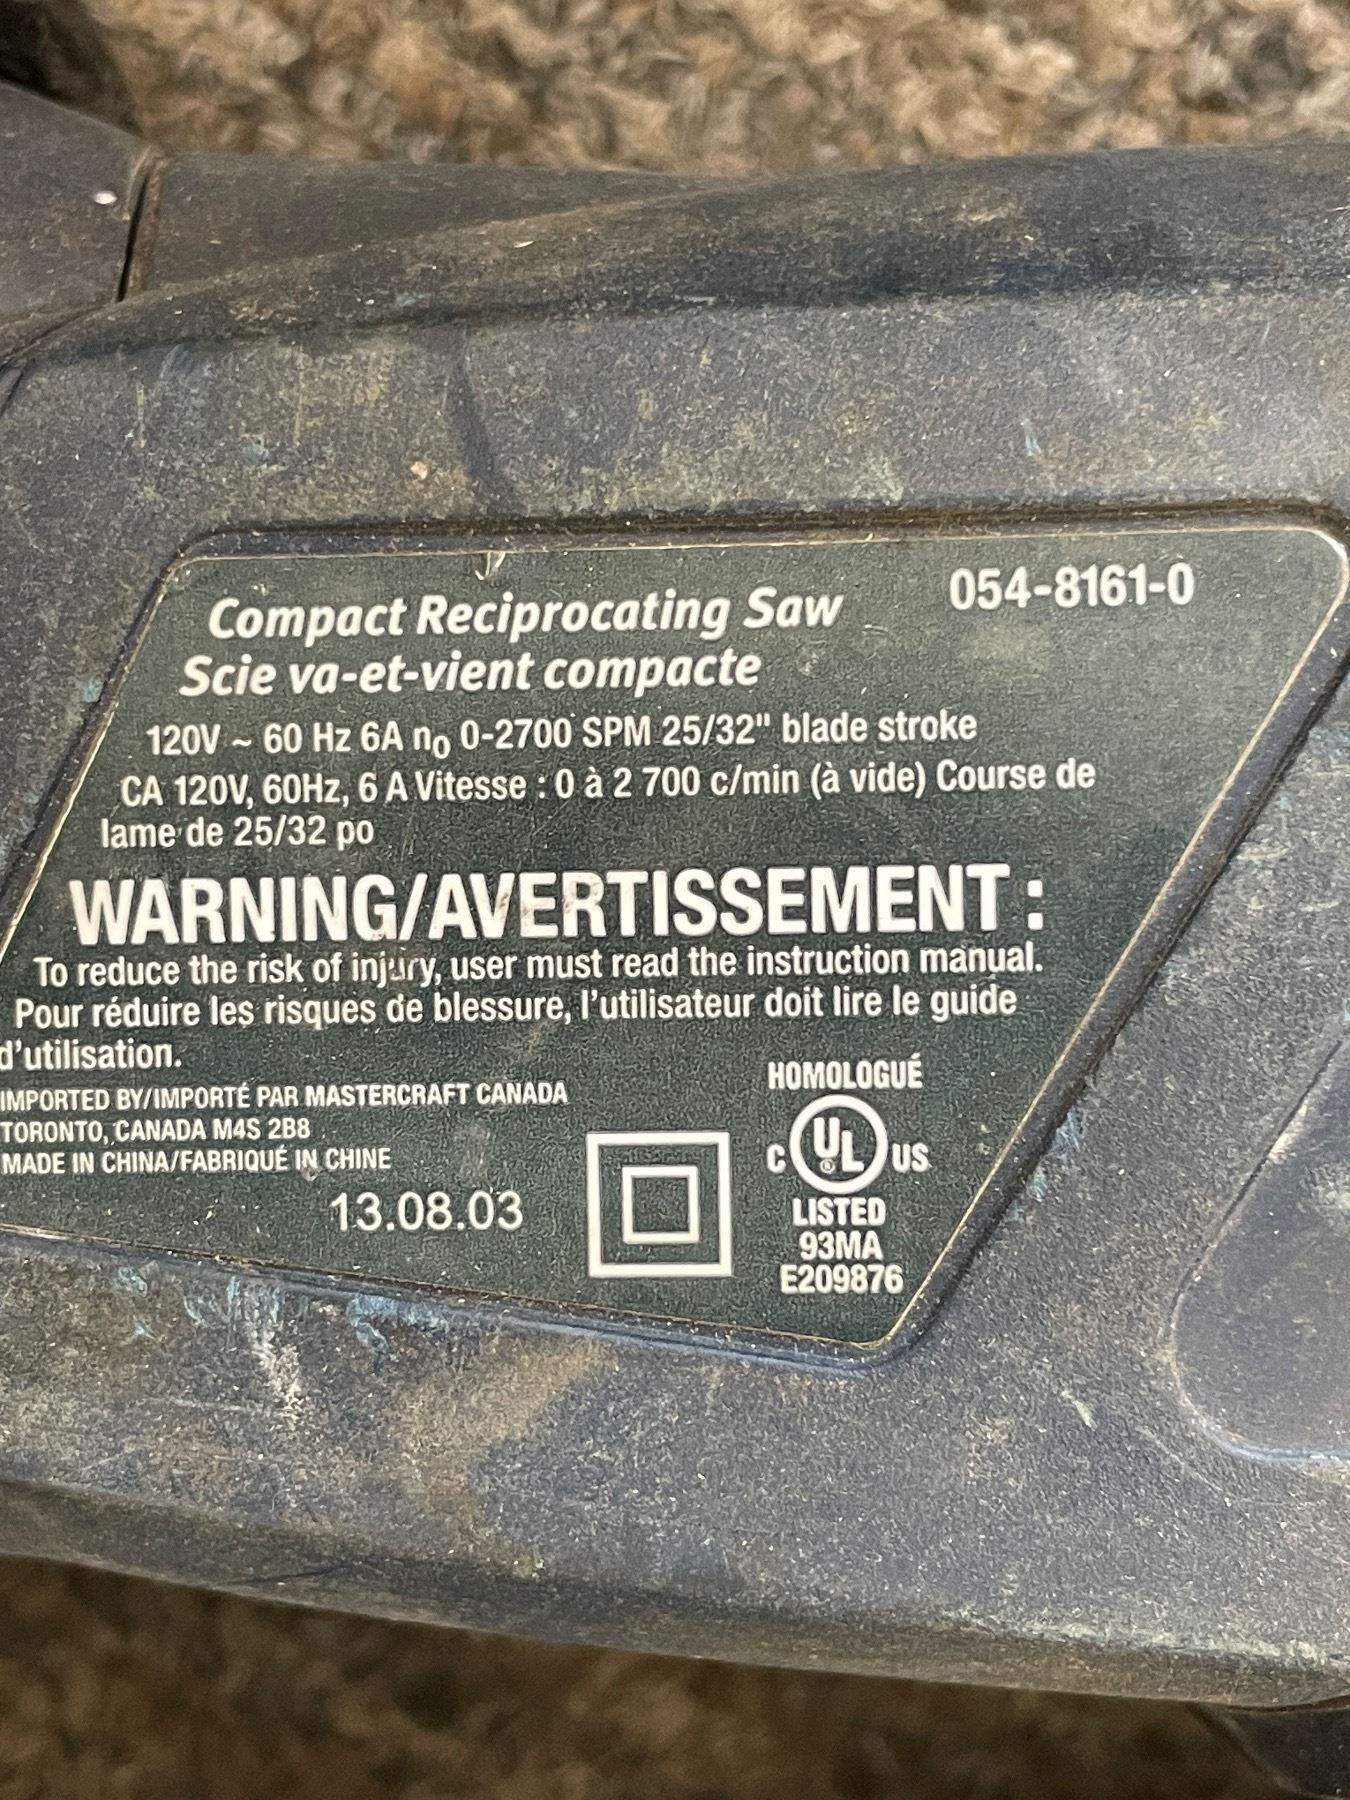 Compact Reciprocating Saw 054-8161-0
Scie va-et-vient compacte
120V ~ 60 Hz 6A n₀ 0-2700 SPM 25/32" blade stroke
CA 120V, 60Hz, 6 A Vitesse : 0 à 2 700 c/min (à vide) Course de
lame de 25/32 po
WARNING/AVERTISSEMENT :
To reduce the risk of injury, user must read the instruction manual.
Pour réduire les risques de blessure, l'utilisateur doit lire le guide
d'utilisation.
IMPORTED BY/IMPORTÉ PAR MASTERCRAFT CANADA
TORONTO, CANADA M4S 2B8
MADE IN CHINA/FABRIQUÉ IN CHINE
13.08.03
HOMOLOGUÉ
C UL® US
LISTED
93MA
E209876